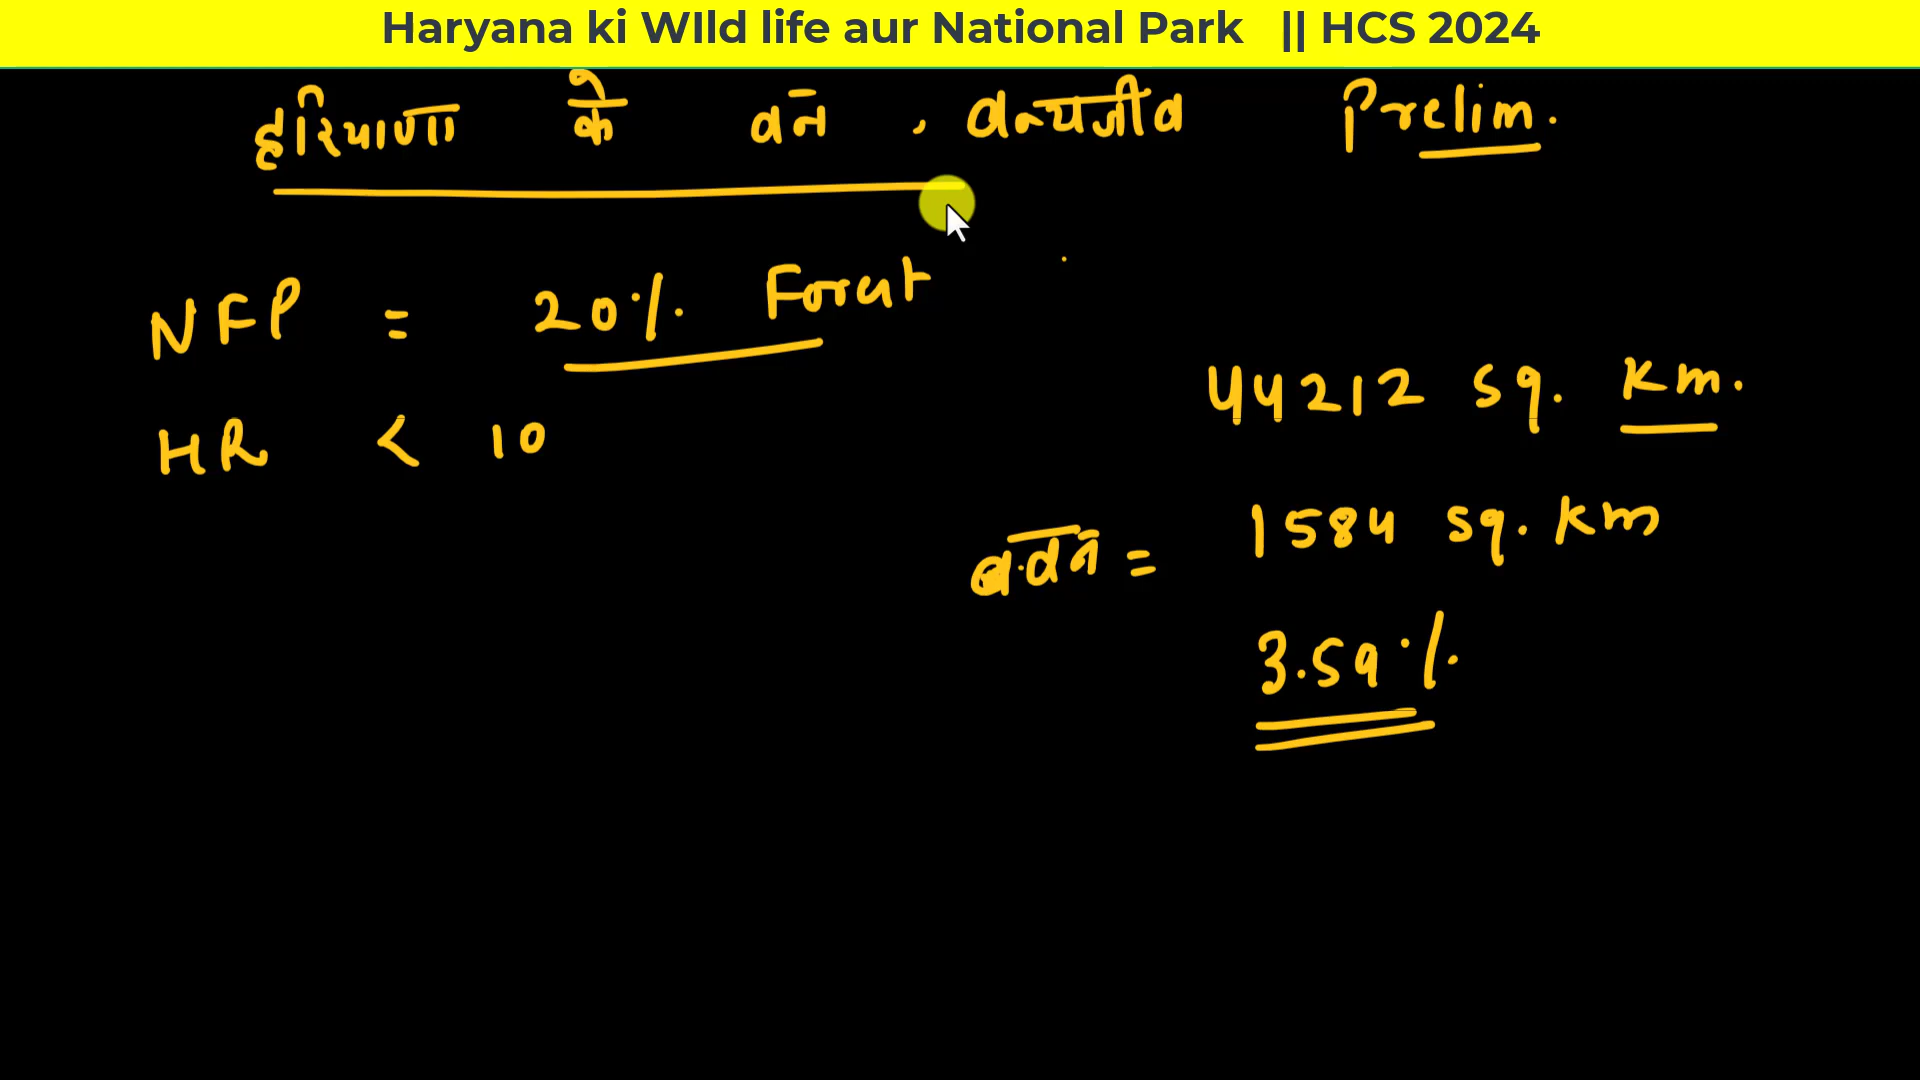 Haryana ki WIld life aur National Park || HCS 2024
हरियाणा के वन , वन्यजीव Prelim.
NFP = 20% Forest
44212 sq. km.
HR < 10
1584 sq. km
=
3.59%